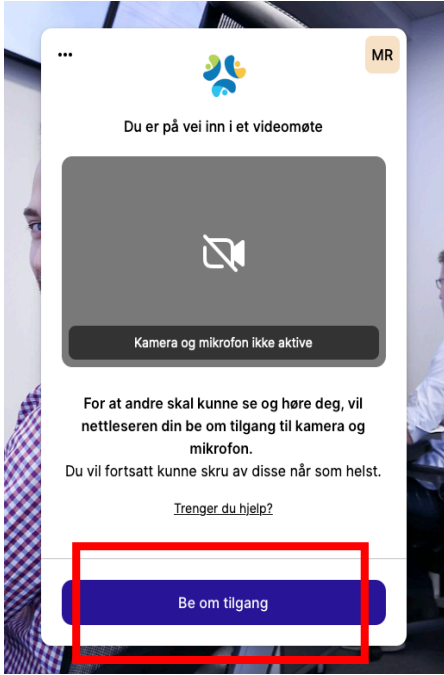 •••
MR
Du er på vei inn i et videomøte
Kamera og mikrofon ikke aktive
For at andre skal kunne se og høre deg, vil
nettleseren din be om tilgang til kamera og
mikrofon.
Du vil fortsatt kunne skru av disse når som helst.
Trenger du hjelp?
Be om tilgang